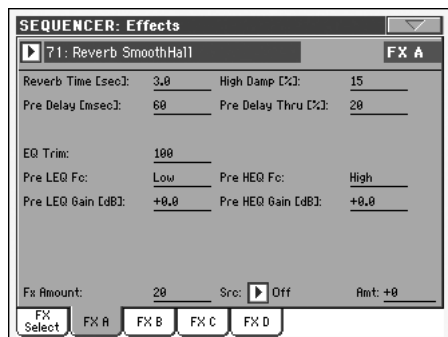 SEQUENCER: Effects
71: Reverb SmoothHall FX A
Reverb Time [sec]: 3.0 High Damp [%]: 15
Pre Delay [msec]: 60 Pre Delay Thru [%]: 20
EQ Trim: 100
Pre LEQ Fc: Low Pre HEQ Fc: High
Pre LEQ Gain [dB]: +0.0 Pre HEQ Gain [dB]: +0.0
Fx Amount: 20 Src: Off Amt: +0
FX Select FX A FX B FX C FX D